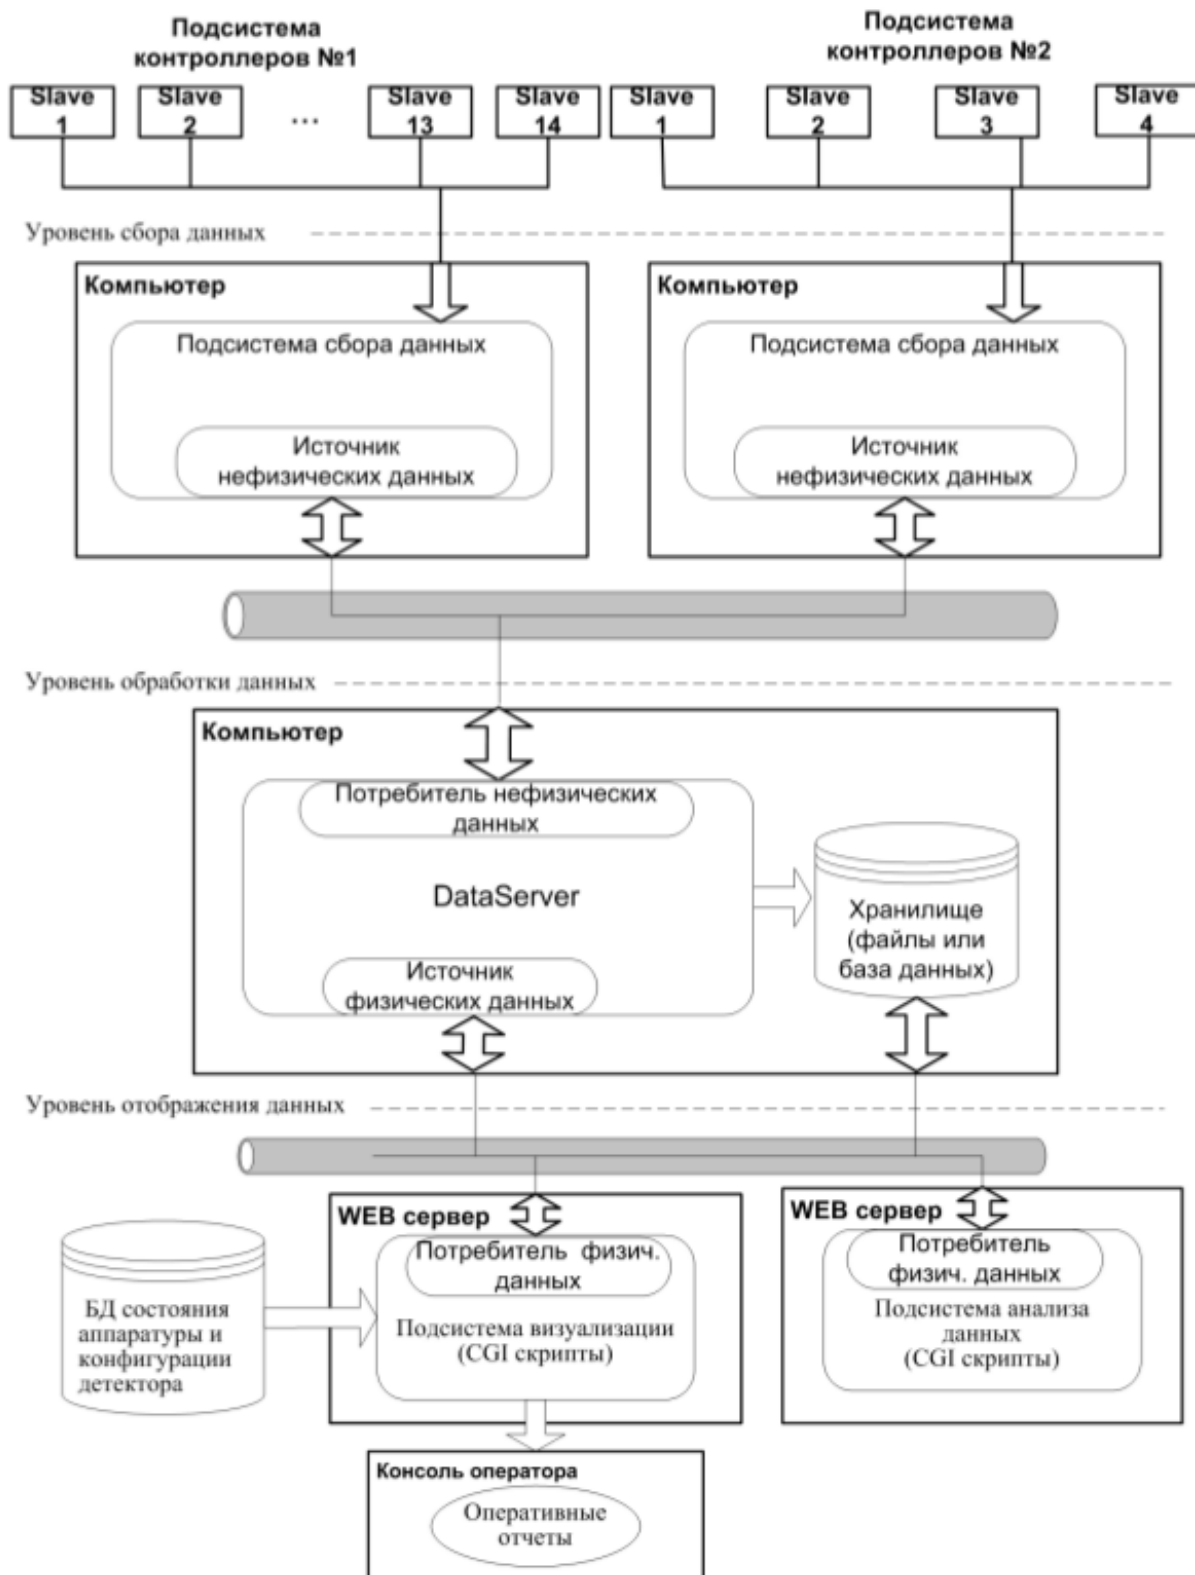 Подсистема
контроллеров №1
Подсистема
контроллеров №2
Slave
1
Slave
2
...
Slave
13
Slave
14
Slave
1
Slave
2
Slave
3
Slave
4
Уровень сбора данных
Компьютер
Подсистема сбора данных
Источник
нефизических данных
Компьютер
Подсистема сбора данных
Источник
нефизических данных
Уровень обработки данных
Компьютер
Потребитель нефизических
данных
DataServer
Источник
физических данных
Хранилище
(файлы или
база данных)
Уровень отображения данных
БД состояния
аппаратуры и
конфигурации
детектора
WEB сервер
Потребитель физич.
данных
Подсистема визуализации
(CGI скрипты)
WEB сервер
Потребитель
физич. данных
Подсистема анализа
данных
(CGI скрипты)
Консоль оператора
Оперативные
отчеты